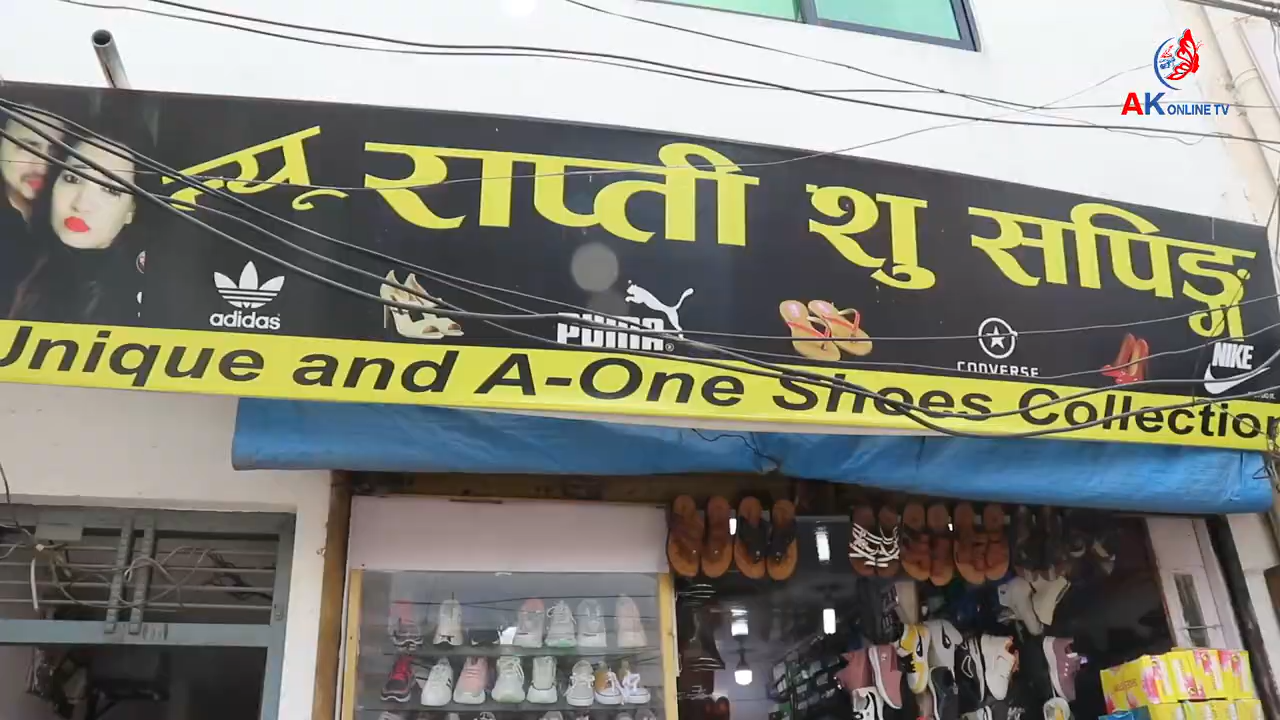 AK ONLINE TV
न्यू राप्ती शु सपिङ्ग
adidas
PUMA
CONVERSE
NIKE
Unique and A-One Shoes Collection